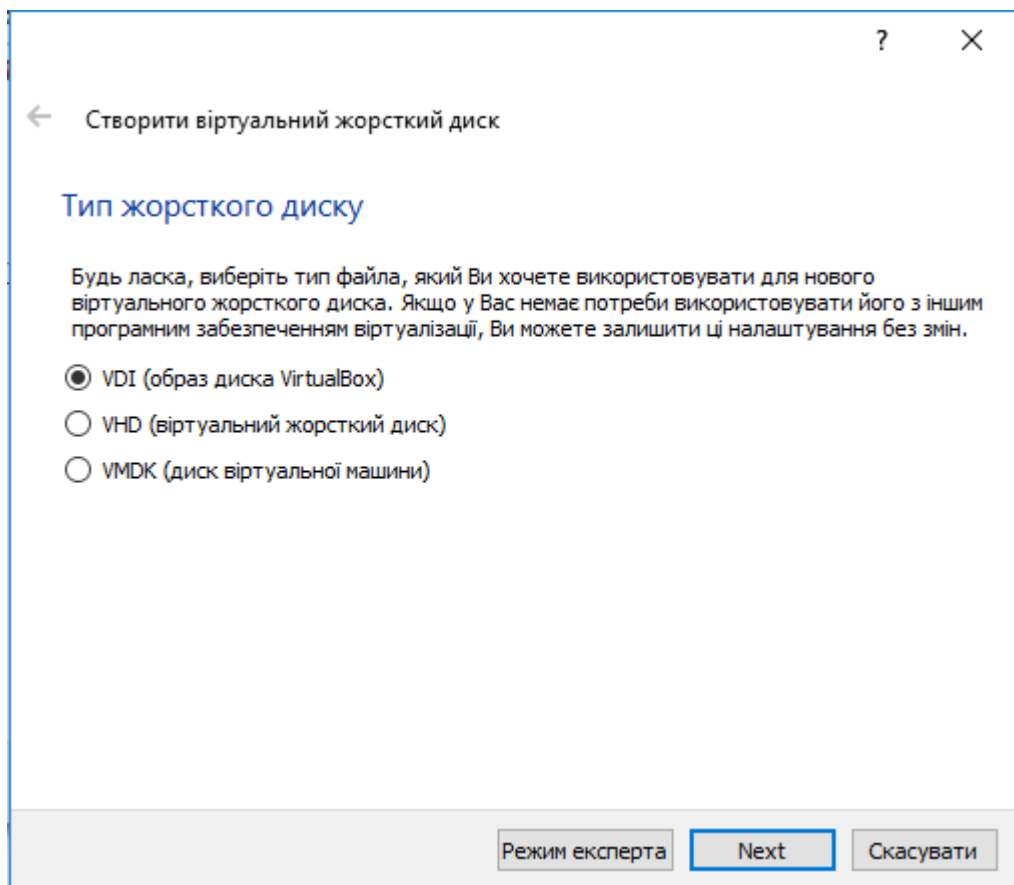 ?
Створити віртуальний жорсткий диск
Тип жорсткого диску
Будь ласка, виберіть тип файла, який Ви хочете використовувати для нового
віртуального жорсткого диска. Якщо у Вас немає потреби використовувати його з іншим
програмним забезпеченням віртуалізації, Ви можете залишити ці налаштування без змін.
VDI (образ диска VirtualBox)
VHD (віртуальний жорсткий диск)
VMDK (диск віртуальної машини)
Режим експерта Next Скасувати